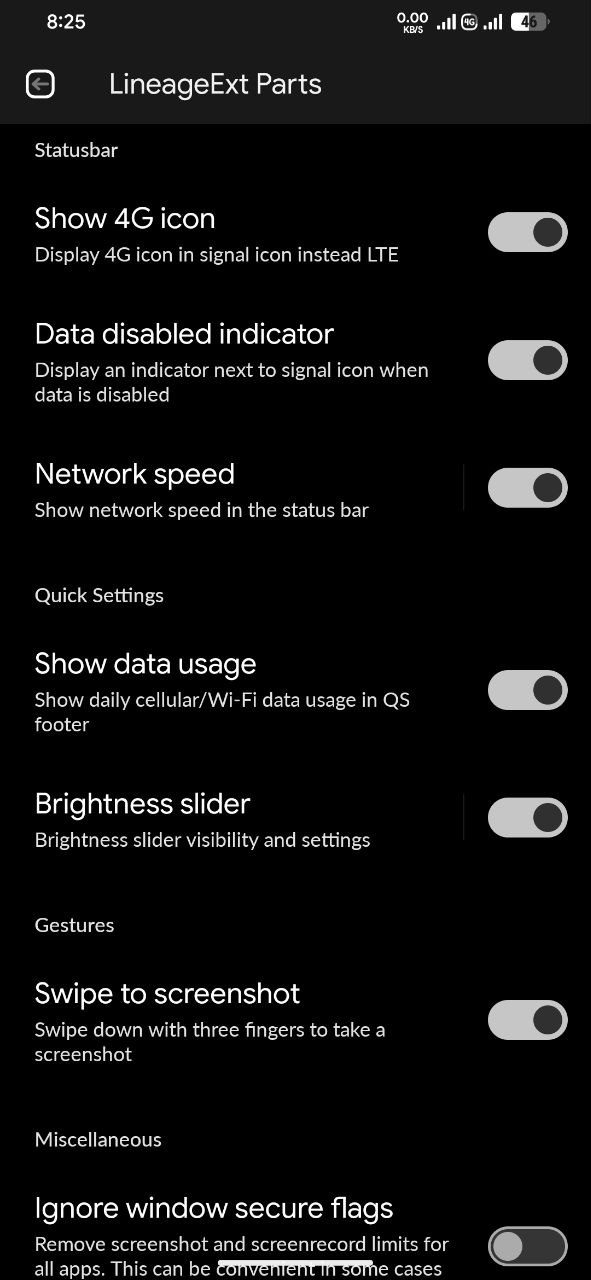 8:25
0.00
KB/S
4G
46
LineageExt Parts
Statusbar
Show 4G icon
Display 4G icon in signal icon instead LTE
Data disabled indicator
Display an indicator next to signal icon when
data is disabled
Network speed
Show network speed in the status bar
Quick Settings
Show data usage
Show daily cellular/Wi-Fi data usage in QS
footer
Brightness slider
Brightness slider visibility and settings
Gestures
Swipe to screenshot
Swipe down with three fingers to take a
screenshot
Miscellaneous
Ignore window secure flags
Remove screenshot and screenrecord limits for
all apps. This can be convenient in some cases